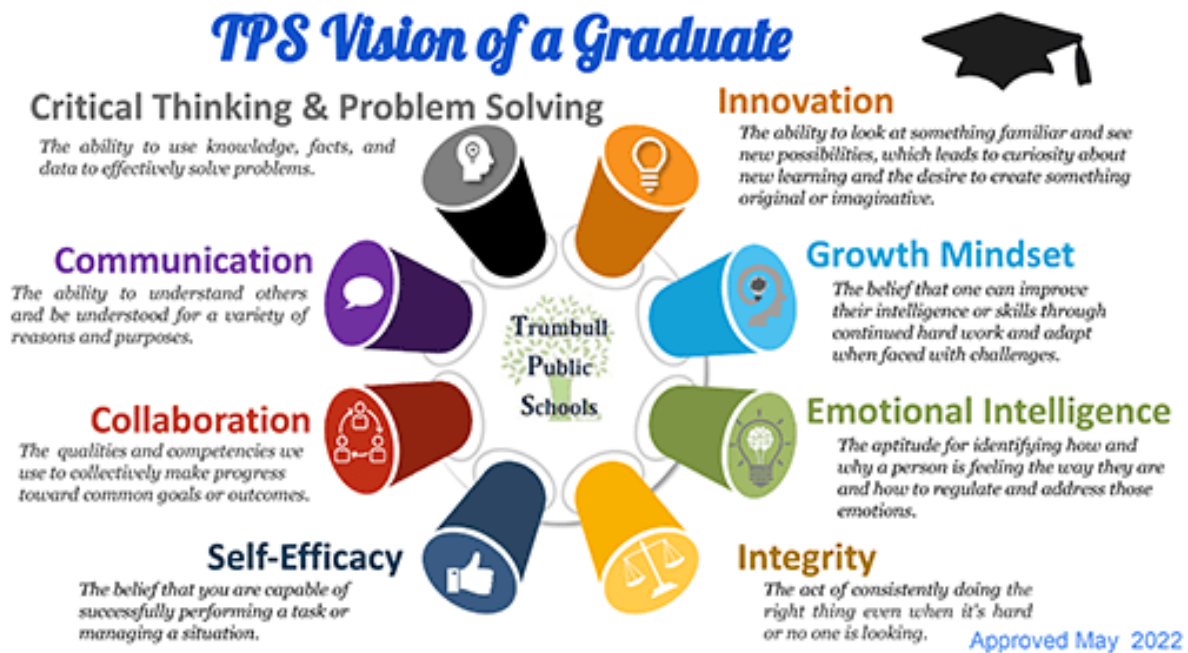 TPS Vision of a Graduate
Critical Thinking & Problem Solving
The ability to use knowledge, facts, and
data to effectively solve problems.
Innovation
The ability to look at something familiar and see
new possibilities, which leads to curiosity about
new learning and the desire to create something
original or imaginative.
Communication
The ability to understand others
and be understood for a variety of
reasons and purposes.
Growth Mindset
The belief that one can improve
their intelligence or skills through
continued hard work and adapt
when faced with challenges.
Trumbull
Public
Schools
Collaboration
The qualities and competencies we
use to collectively make progress
toward common goals or outcomes.
Emotional Intelligence
The aptitude for identifying how and
why a person is feeling the way they are
and how to regulate and address those
emotions.
Self-Efficacy
The belief that you are capable of
successfully performing a task or
managing a situation.
Integrity
The act of consistently doing the
right thing even when it's hard
or no one is looking.
Approved May 2022